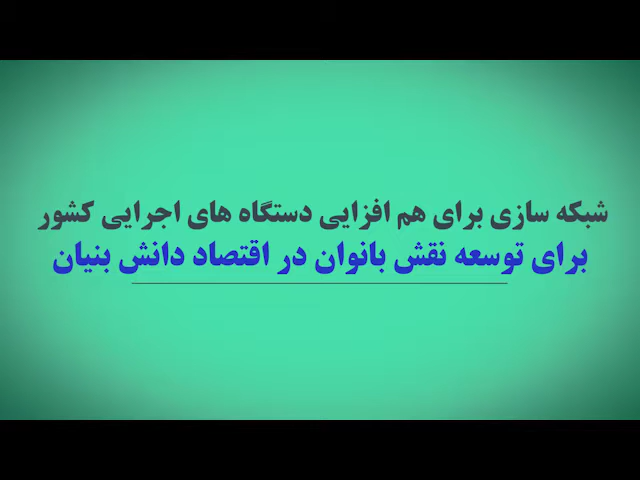 شبکه سازی برای هم افزایی دستگاه های اجرایی کشور
برای توسعه نقش بانوان در اقتصاد دانش بنیان